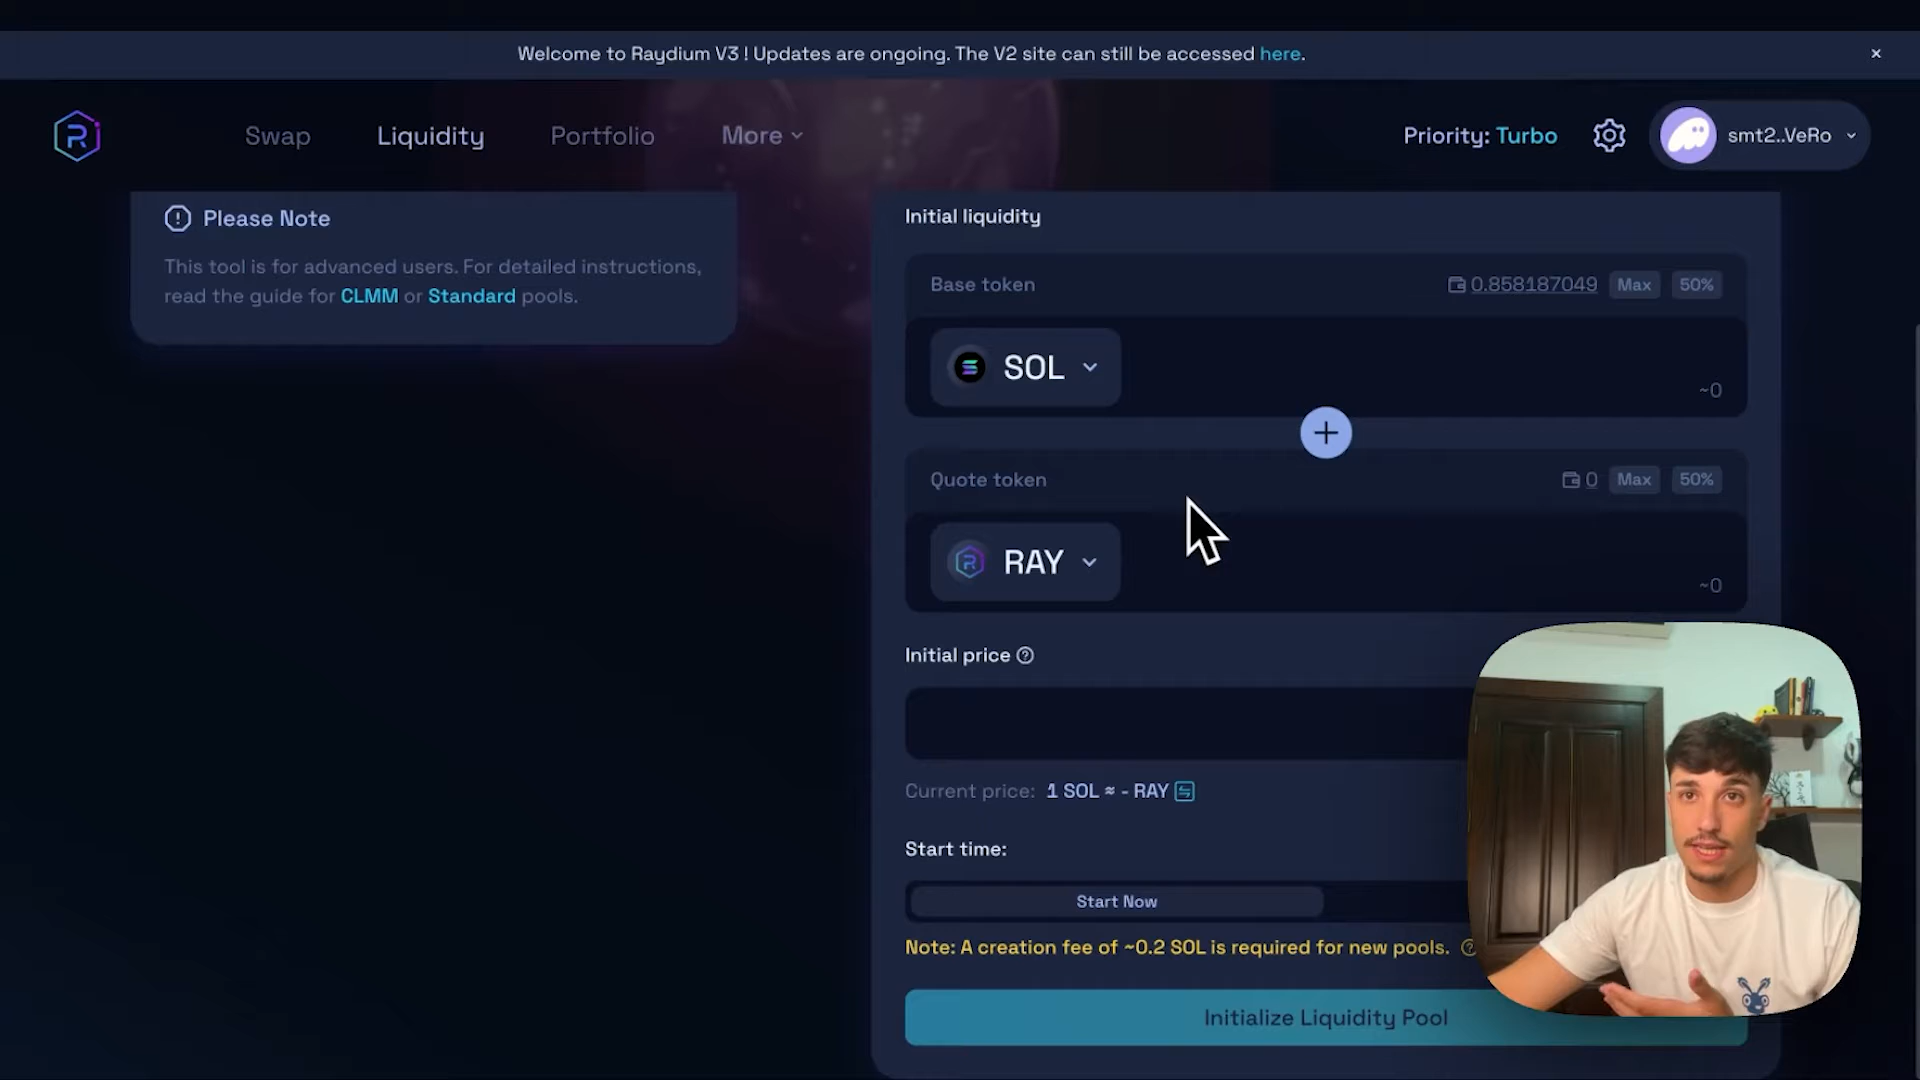 Welcome to Raydium V3 ! Updates are ongoing. The V2 site can still be accessed here.
×
Swap
Liquidity
Portfolio
More
Priority: Turbo
smt2..VeRo
Please Note
This tool is for advanced users. For detailed instructions,
read the guide for CLMM or Standard pools.
Initial liquidity
Base token
0.858187049
Max
50%
SOL
~0
Quote token
0
Max
50%
RAY
~0
Initial price
Current price: 1 SOL ≈ - RAY
Start time:
Start Now
Note: A creation fee of ~0.2 SOL is required for new pools.
Initialize Liquidity Pool